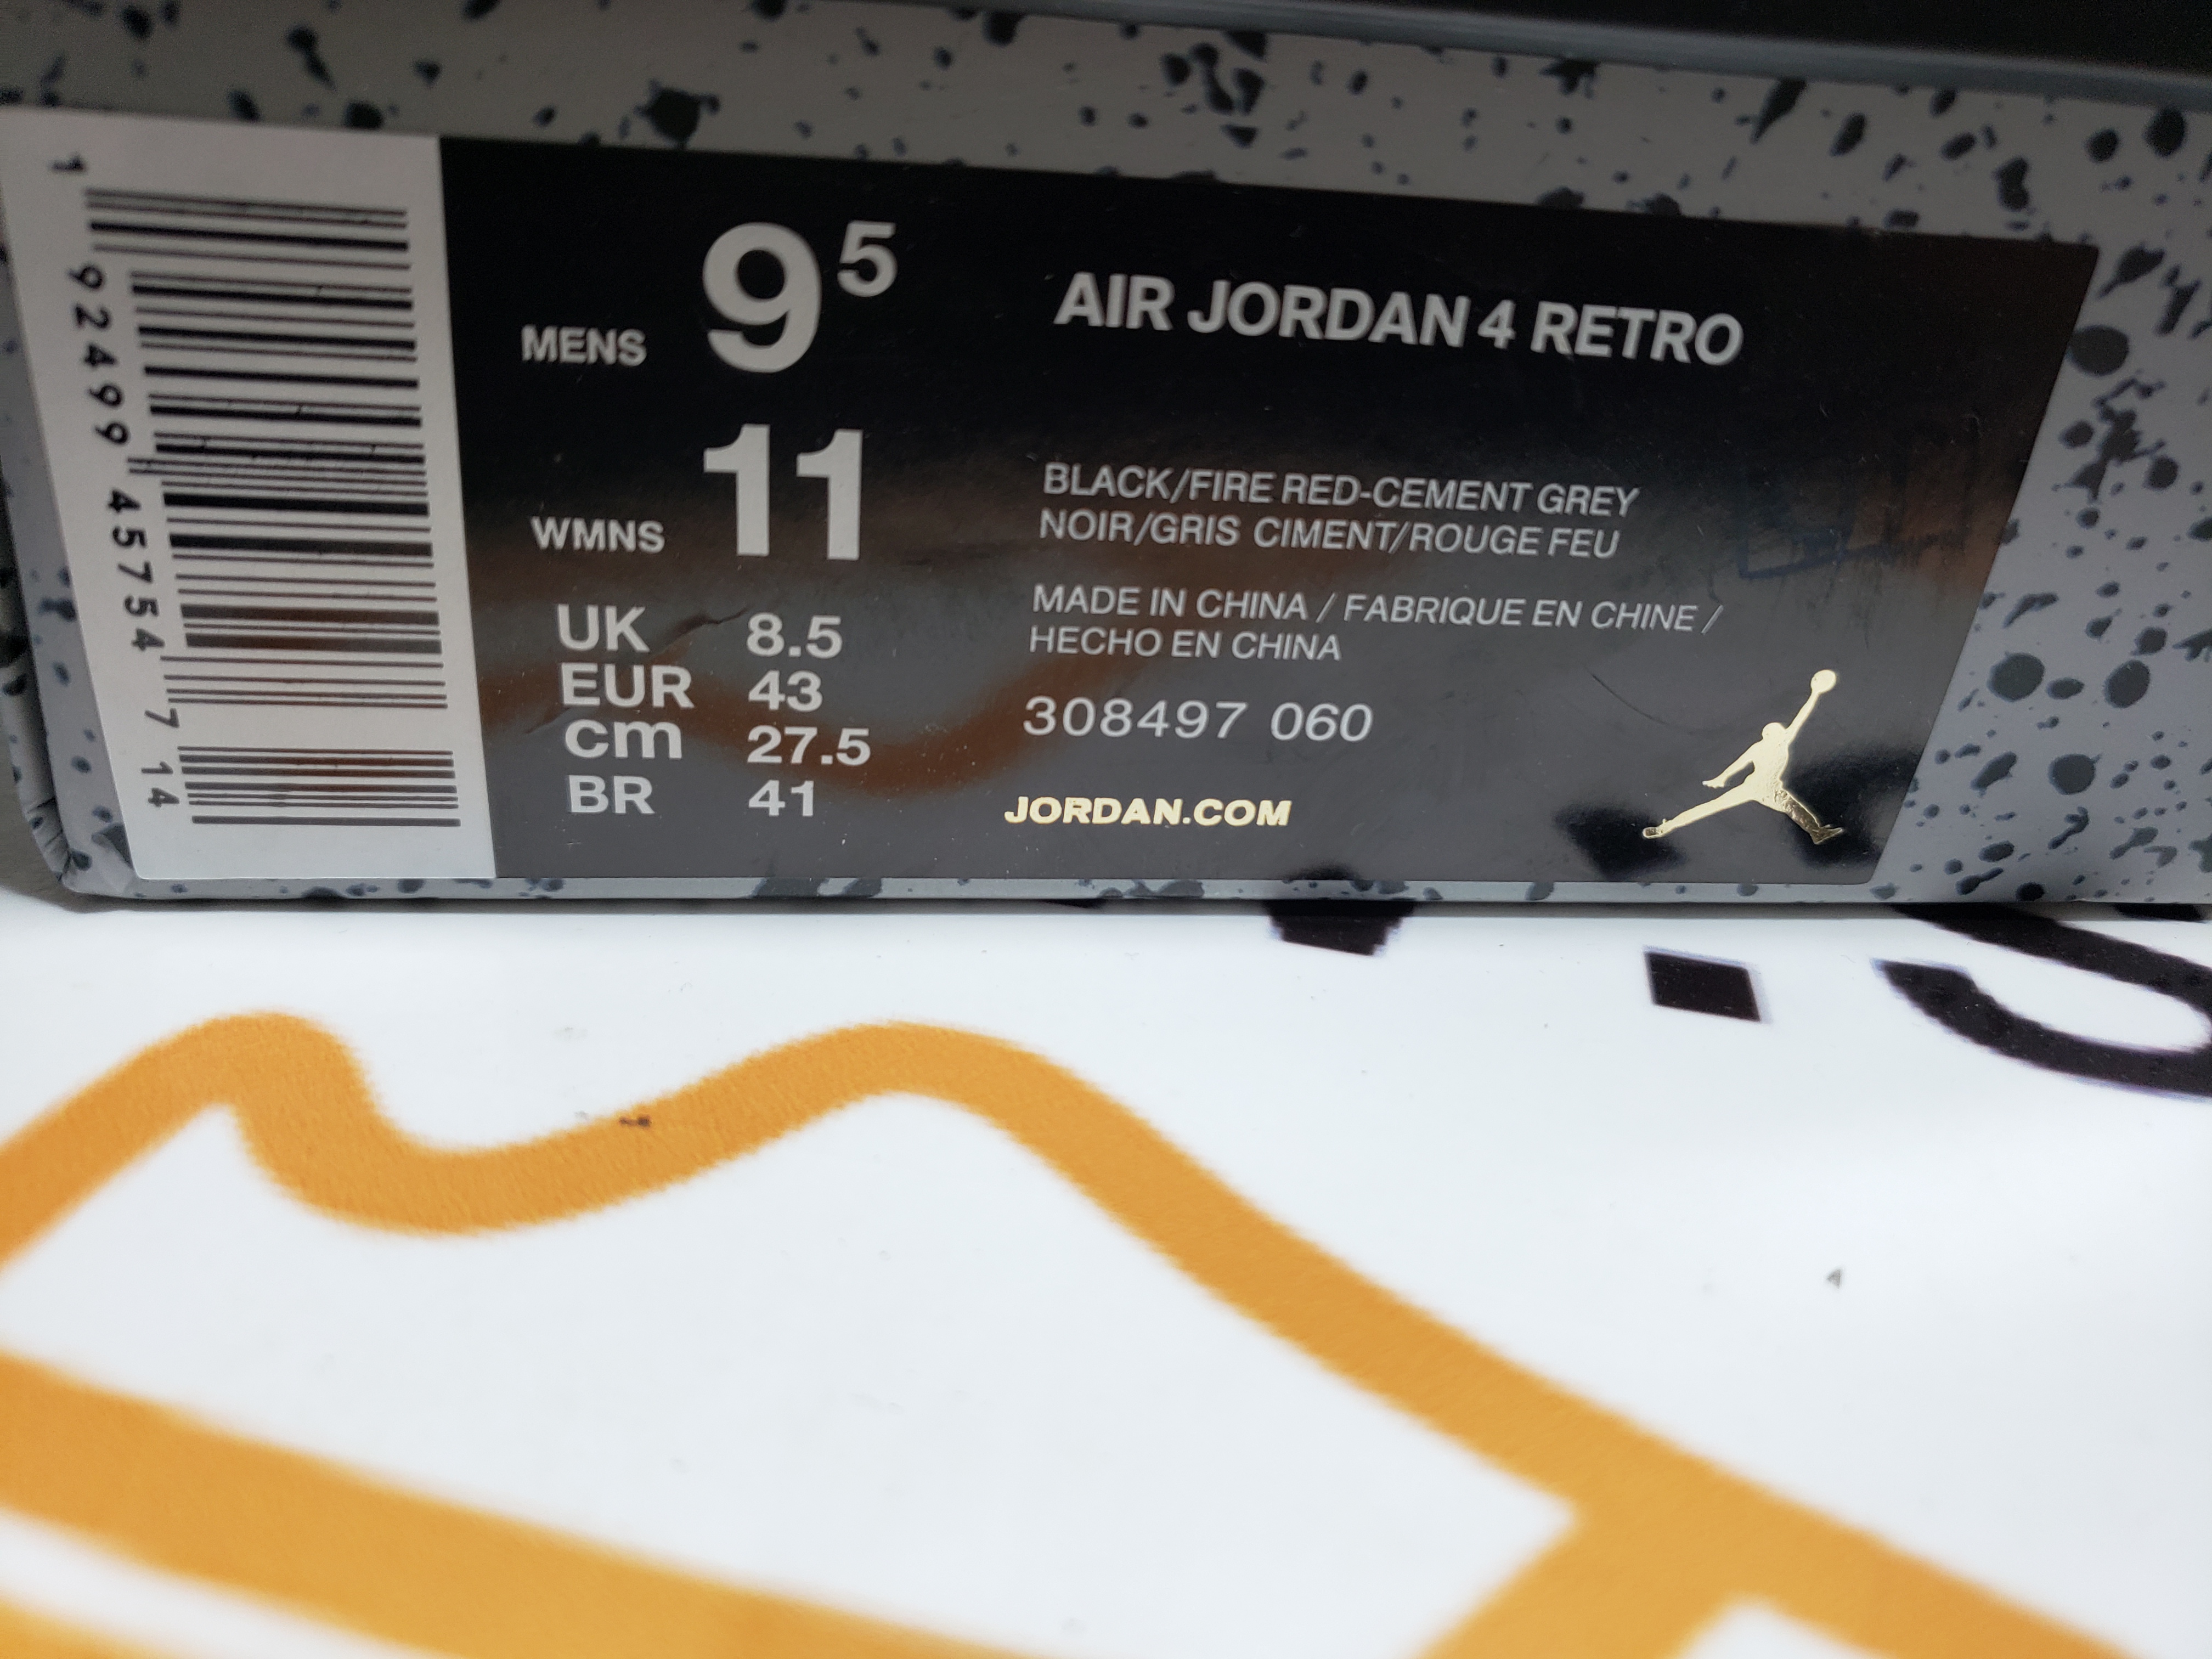 1 92499 45754 7 14
MENS 9⁵
WMNS 11
UK 8.5
EUR 43
cm 27.5
BR 41
AIR JORDAN 4 RETRO
BLACK/FIRE RED-CEMENT GREY
NOIR/GRIS CIMENT/ROUGE FEU
MADE IN CHINA / FABRIQUE EN CHINE /
HECHO EN CHINA
308497 060
JORDAN.COM